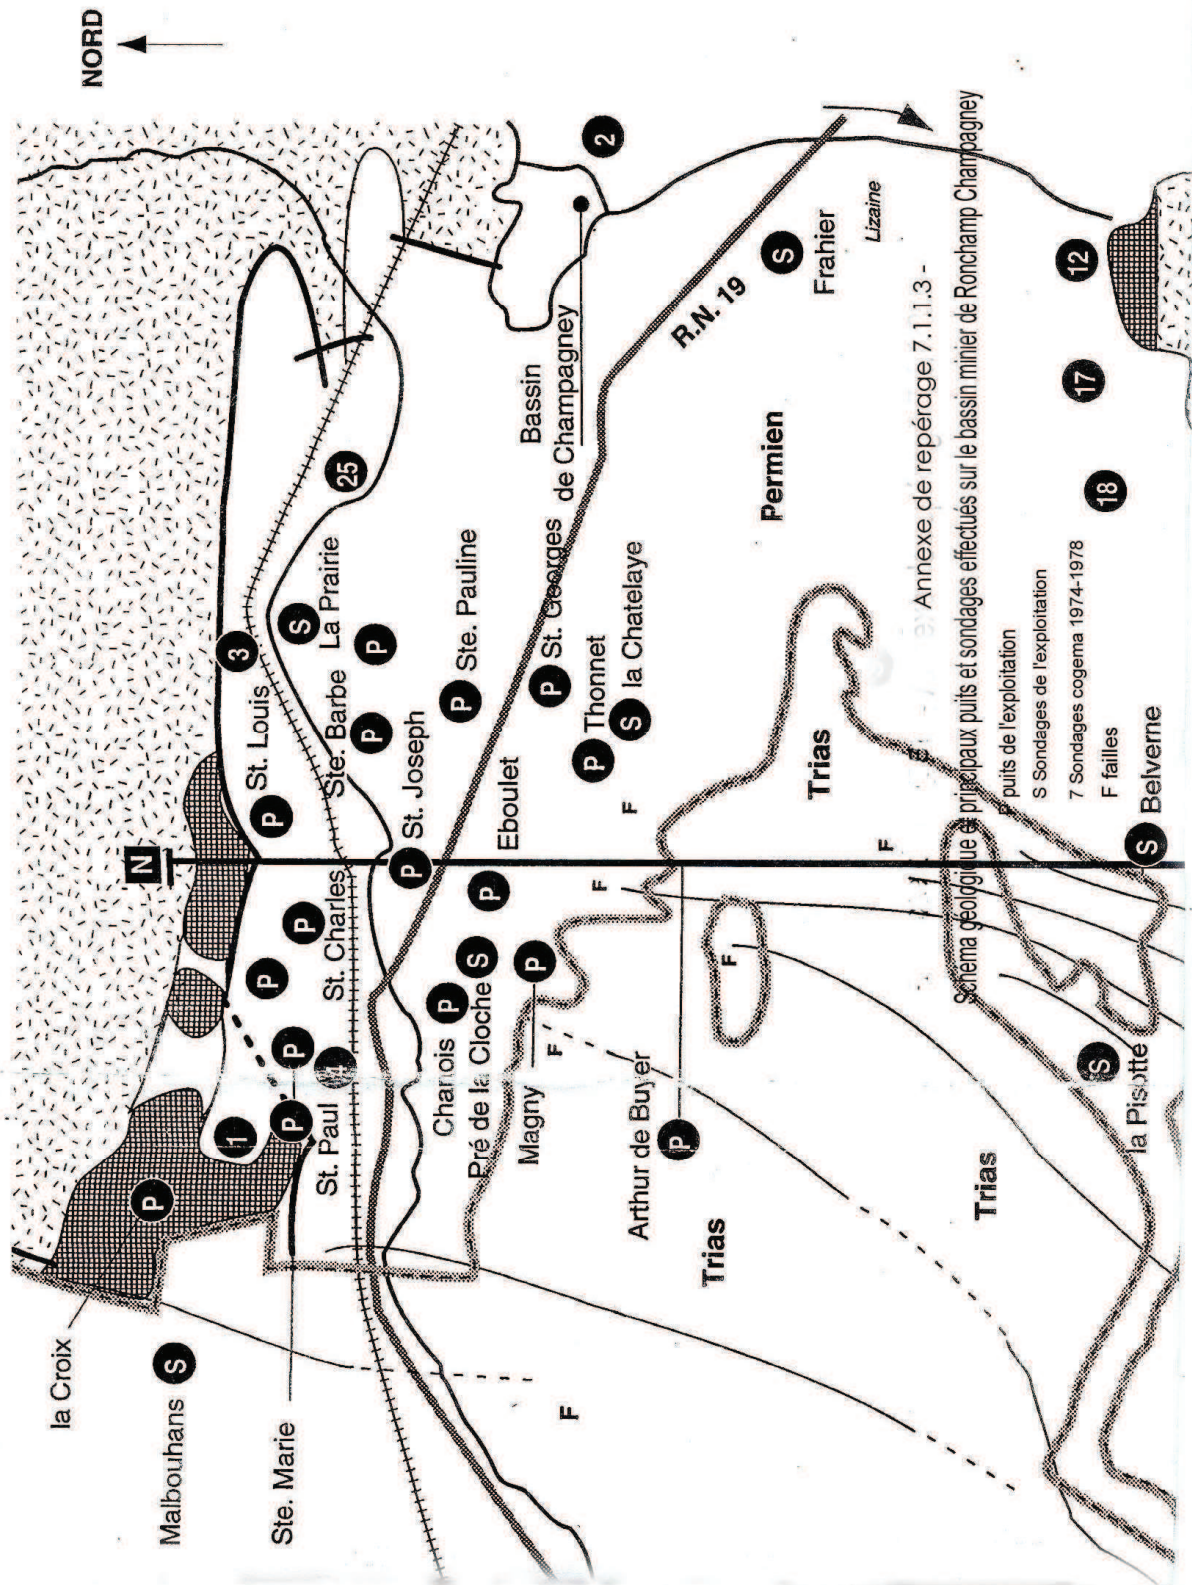 NORD
la Croix
Malbouhans
S
Ste. Marie
P
1
P
St. Paul
P
P
P
St. Charles
N
P
St. Louis
3
S
La Prairie
Ste. Barbe
P
P
25
2
Bassin
de Champagney
P
St. Joseph
P
Ste. Pauline
Chanois
P
Pré de la Cloche
S
Magny
P
P
Eboulet
P
St. Georges
P
Thonnet
S
la Chatelaye
R.N. 19
S
Frahier
Lizaine
Permien
Arthur de Buyer
P
F
F
F
F
F
F
F
Trias
Trias
Trias
Annexe de repérage 7.1.1.3-
Schema géologique et principaux puits et sondages effectués sur le bassin minier de Ronchamp Champagney
P puits de l'exploitation
S Sondages de l'exploitation
7 Sondages cogema 1974-1978
F failles
12
17
18
S
Belverne
S
la Pisotte